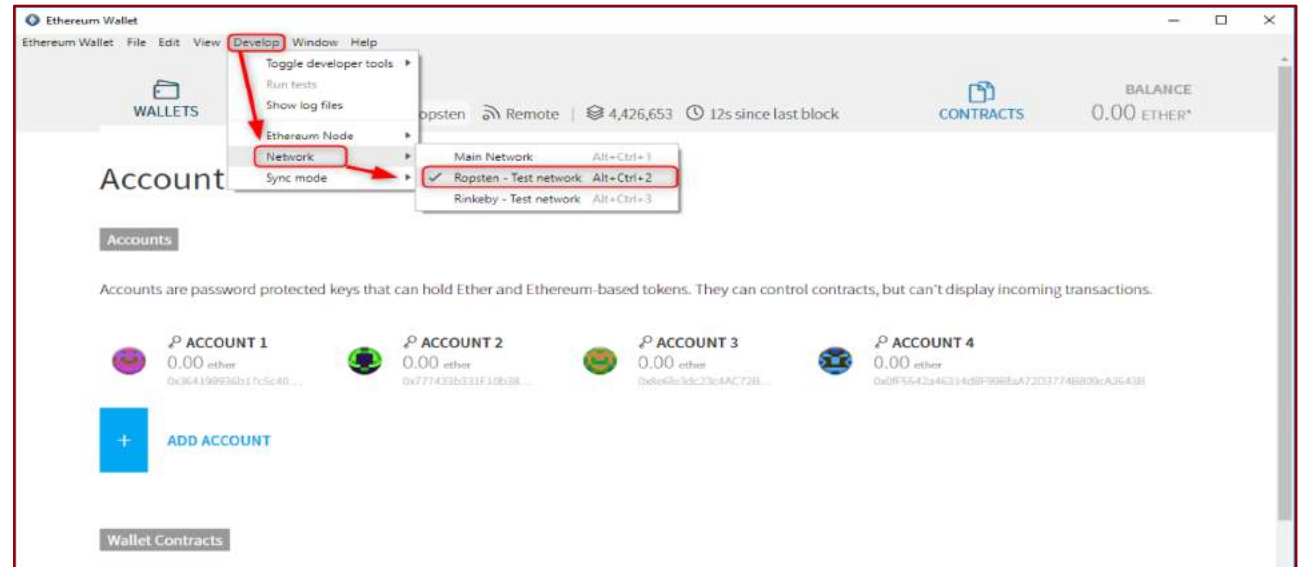 Ethereum Wallet
Ethereum Wallet File Edit View Develop Window Help
Toggle developer tools
Run tests
Show log files
Ethereum Node
Network
Sync mode
Main Network Alt+Ctrl+1
Ropsten - Test network Alt+Ctrl+2
Rinkeby - Test network Alt+Ctrl+3
WALLETS
opsten Remote | 4,426,653 12s since last block
CONTRACTS
BALANCE
0.00 ETHER*
Account
Accounts
Accounts are password protected keys that can hold Ether and Ethereum-based tokens. They can control contracts, but can't display incoming transactions.
ACCOUNT 1
0.00 ether
ACCOUNT 2
0.00 ether
ACCOUNT 3
0.00 ether
ACCOUNT 4
0.00 ether
+ ADD ACCOUNT
Wallet Contracts